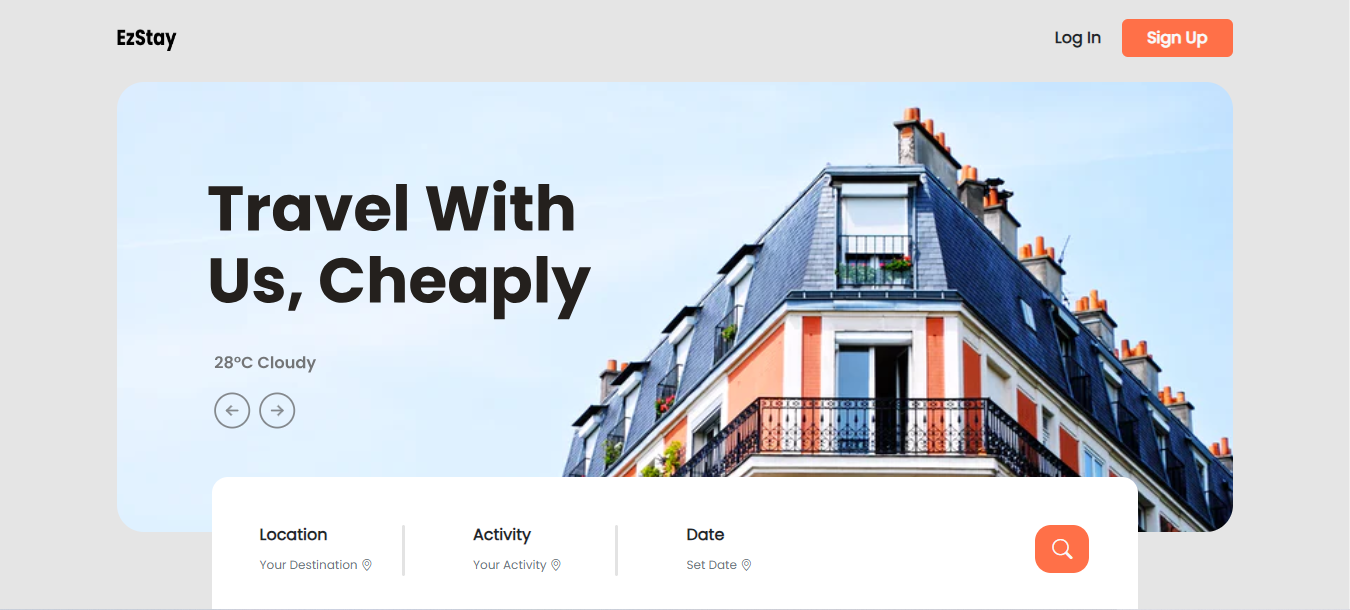 EzStay
Log In
Sign Up
Travel With
Us, Cheaply
28°C Cloudy
Location
Activity
Date
Your Destination
Your Activity
Set Date